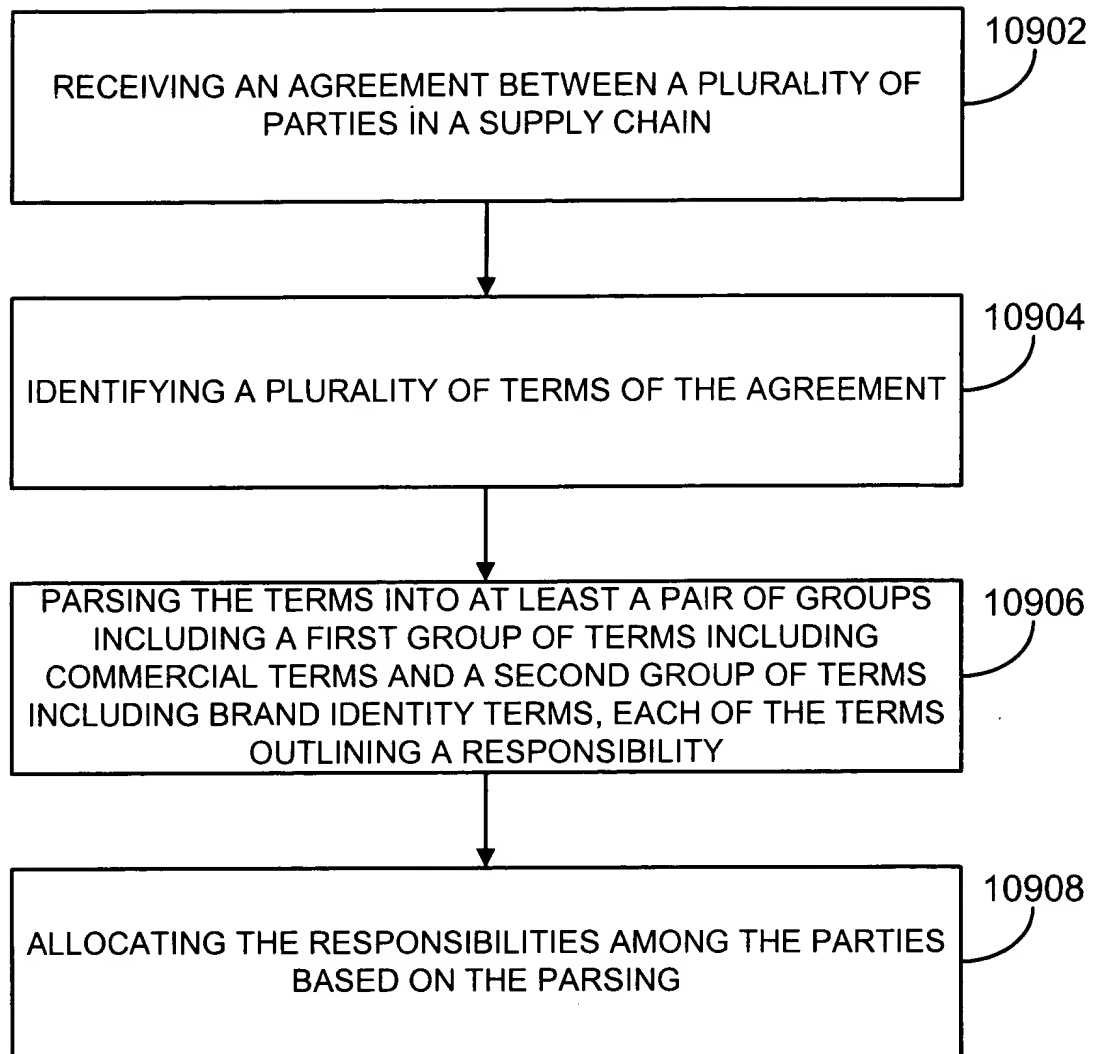 10902
RECEIVING AN AGREEMENT BETWEEN A PLURALITY OF
PARTIES IN A SUPPLY CHAIN
10904
IDENTIFYING A PLURALITY OF TERMS OF THE AGREEMENT
10906
PARSING THE TERMS INTO AT LEAST A PAIR OF GROUPS
INCLUDING A FIRST GROUP OF TERMS INCLUDING
COMMERCIAL TERMS AND A SECOND GROUP OF TERMS
INCLUDING BRAND IDENTITY TERMS, EACH OF THE TERMS
OUTLINING A RESPONSIBILITY
10908
ALLOCATING THE RESPONSIBILITIES AMONG THE PARTIES
BASED ON THE PARSING